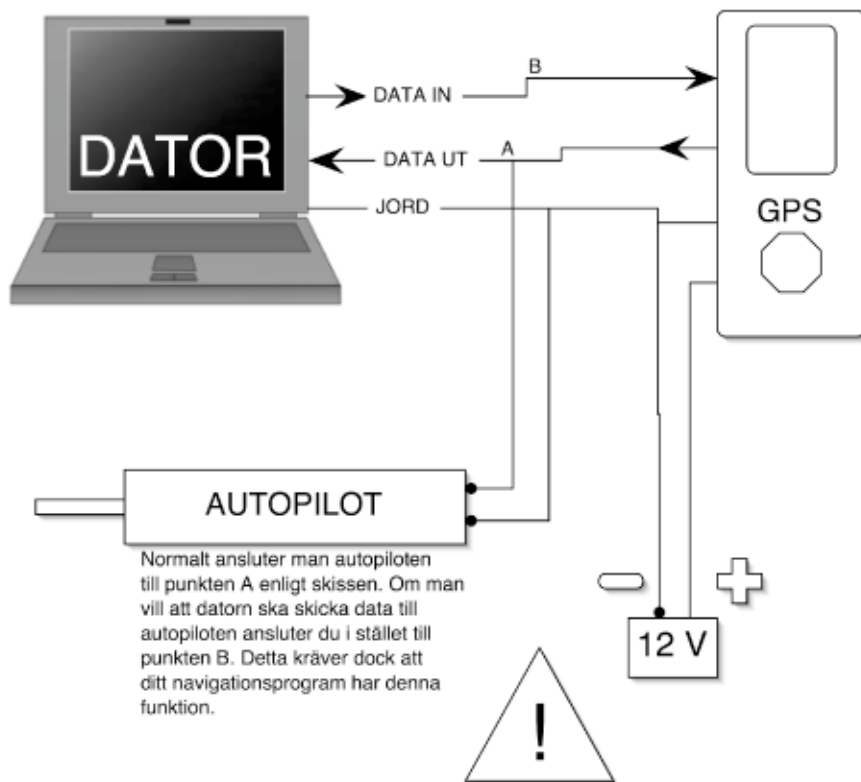 B
DATA IN
DATOR
DATA UT
A
JORD
GPS
AUTOPILOT
Normalt ansluter man autopiloten
till punkten A enligt skissen. Om man
vill att datorn ska skicka data till
autopiloten ansluter du i stället till
punkten B. Detta kräver dock att
ditt navigationsprogram har denna
funktion.
12 V
!